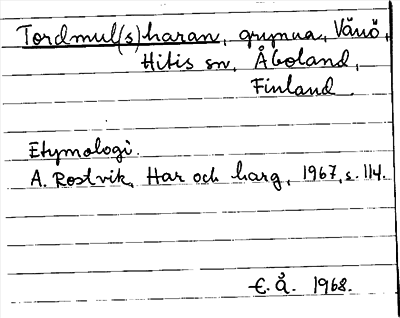 Tordmul(s)haran, grynna, Vänö,
Hitis sn, Åboland,
Finland.
Etymologi.
A. Rostvik, Har och harg, 1967, s. 114.
E. Å. 1968.